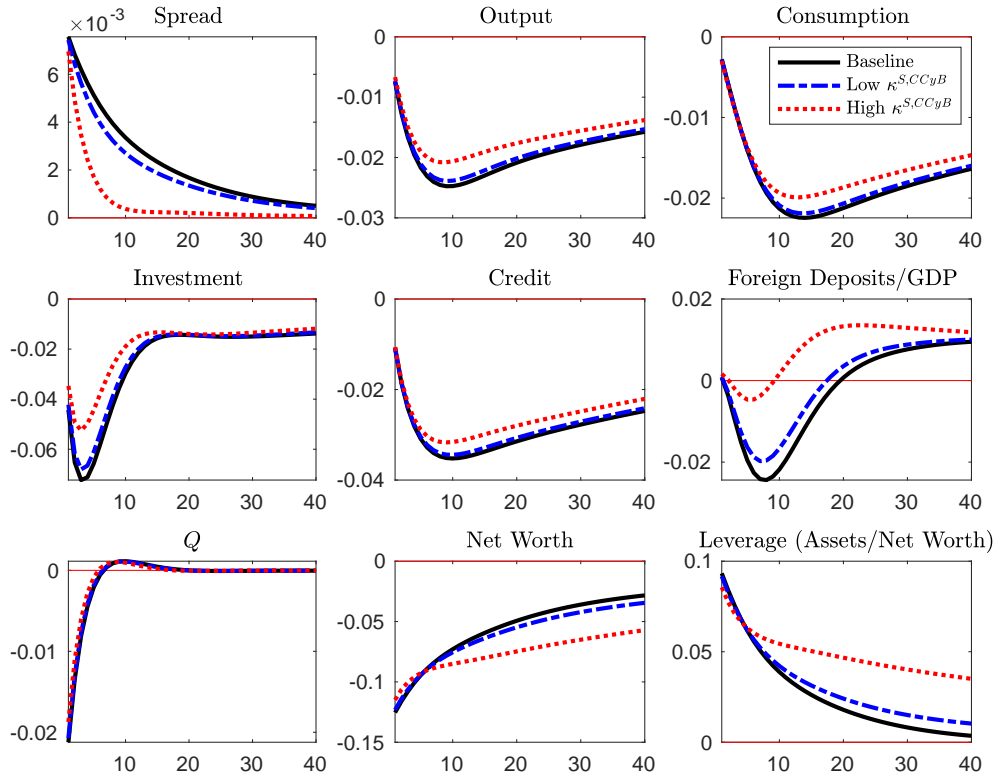 Spread
×10⁻³
6
4
2
0
10 20 30 40
Output
0
-0.01
-0.02
-0.03
10 20 30 40
Consumption
0
-0.01
-0.02
10 20 30 40
Baseline
Low κ^{S,CCyB}
High κ^{S,CCyB}
Investment
0
-0.02
-0.04
-0.06
10 20 30 40
Credit
0
-0.02
-0.04
10 20 30 40
Foreign Deposits/GDP
0.02
0
-0.02
10 20 30 40
Q
0
-0.01
-0.02
10 20 30 40
Net Worth
0
-0.05
-0.1
-0.15
10 20 30 40
Leverage (Assets/Net Worth)
0.1
0.05
0
10 20 30 40